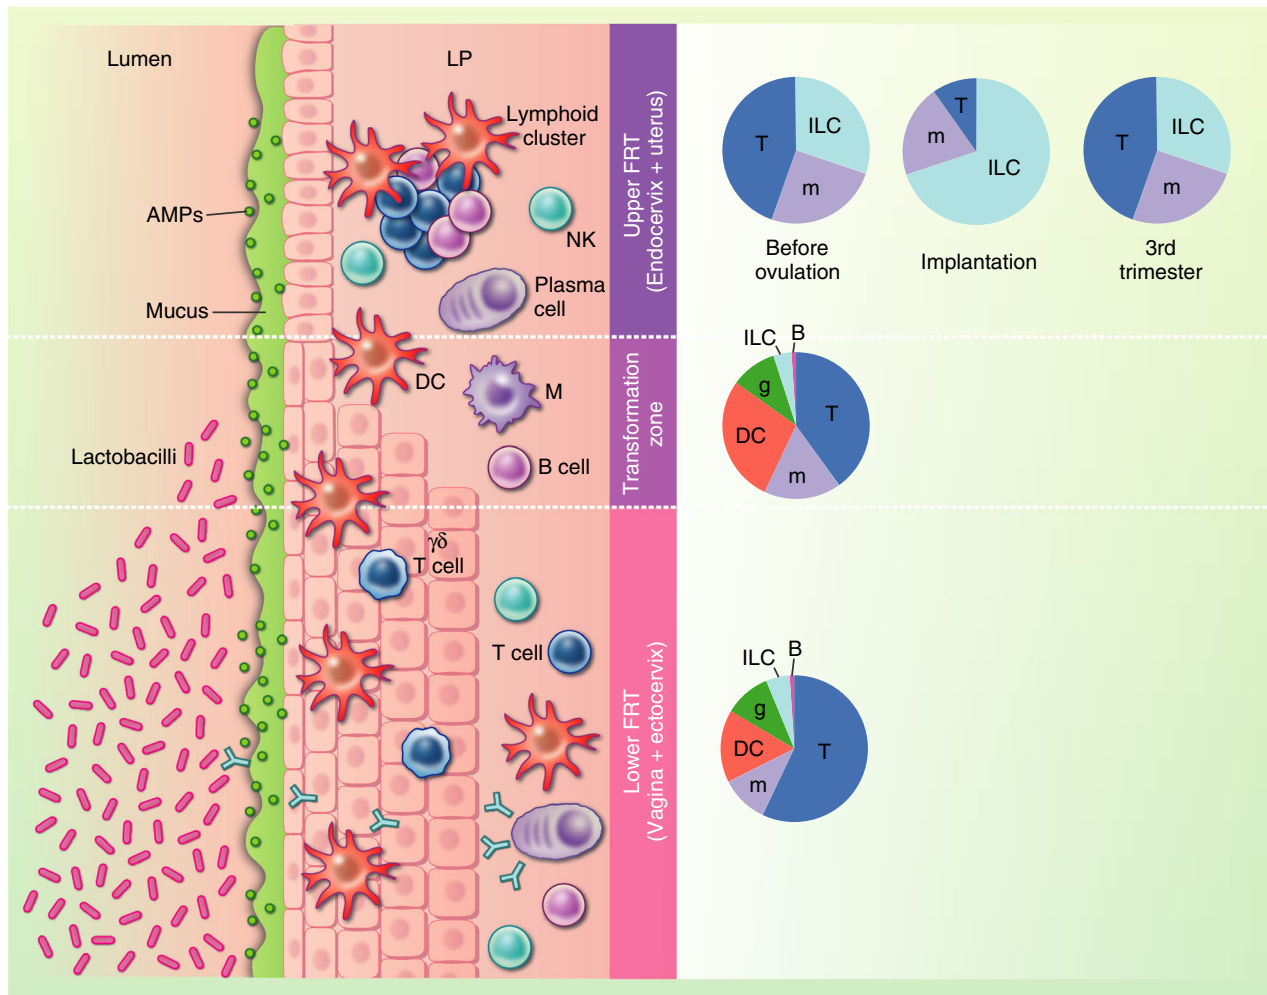 Lumen
LP
Lymphoid
cluster
AMPs
NK
Plasma
cell
Mucus
DC
M
Lactobacilli
B cell
γδ
T cell
T cell
Upper FRT
(Endocervix + uterus)
Transformation
zone
Lower FRT
(Vagina + ectocervix)
T
ILC
m
Before
ovulation
T
m
ILC
Implantation
T
ILC
m
3rd
trimester
ILC
B
g
T
DC
m
ILC
B
g
DC
T
m